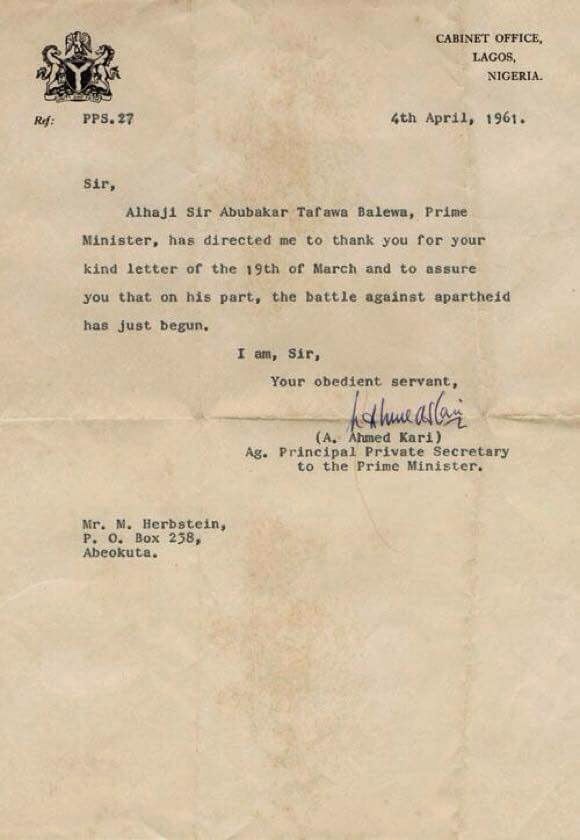 CABINET OFFICE,
LAGOS,
NIGERIA.
Ref: PPS.27
4th April, 1961.
Sir,
Alhaji Sir Abubakar Tafawa Balewa, Prime
Minister, has directed me to thank you for your
kind letter of the 19th of March and to assure
you that on his part, the battle against apartheid
has just begun.
I am, Sir,
Your obedient servant,
(A. Ahmed Kari)
Ag. Principal Private Secretary
to the Prime Minister.
Mr. M. Herbstein,
P. O. Box 258,
Abeokuta.